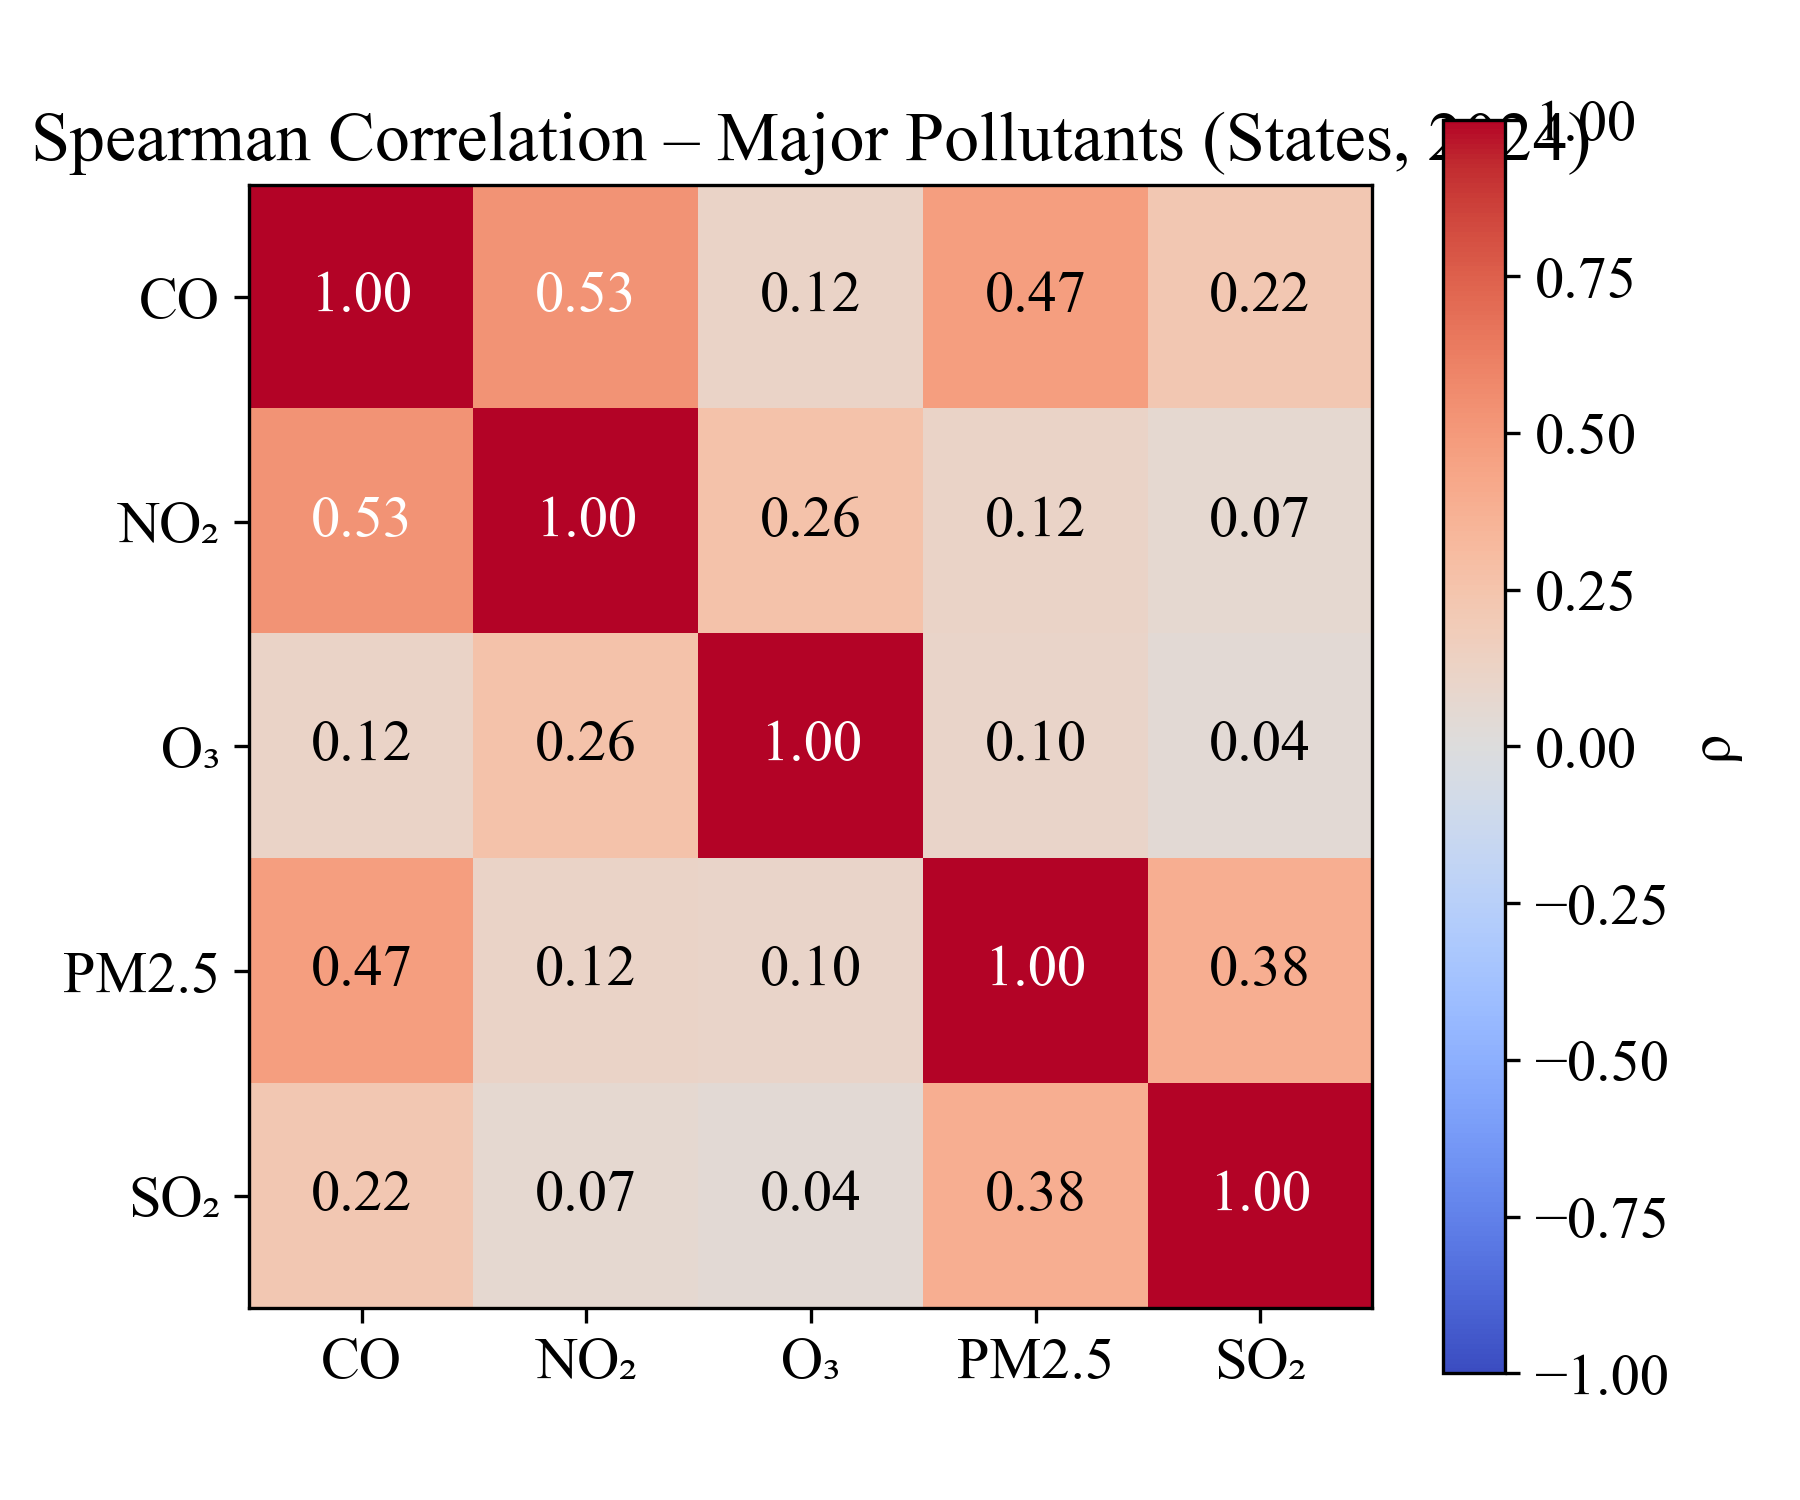 Spearman Correlation – Major Pollutants (States, 2024)
CO 1.00 0.53 0.12 0.47 0.22
NO₂ 0.53 1.00 0.26 0.12 0.07
O₃ 0.12 0.26 1.00 0.10 0.04
PM2.5 0.47 0.12 0.10 1.00 0.38
SO₂ 0.22 0.07 0.04 0.38 1.00
CO NO₂ O₃ PM2.5 SO₂
1.00
0.75
0.50
0.25
0.00
−0.25
−0.50
−0.75
−1.00
ρ